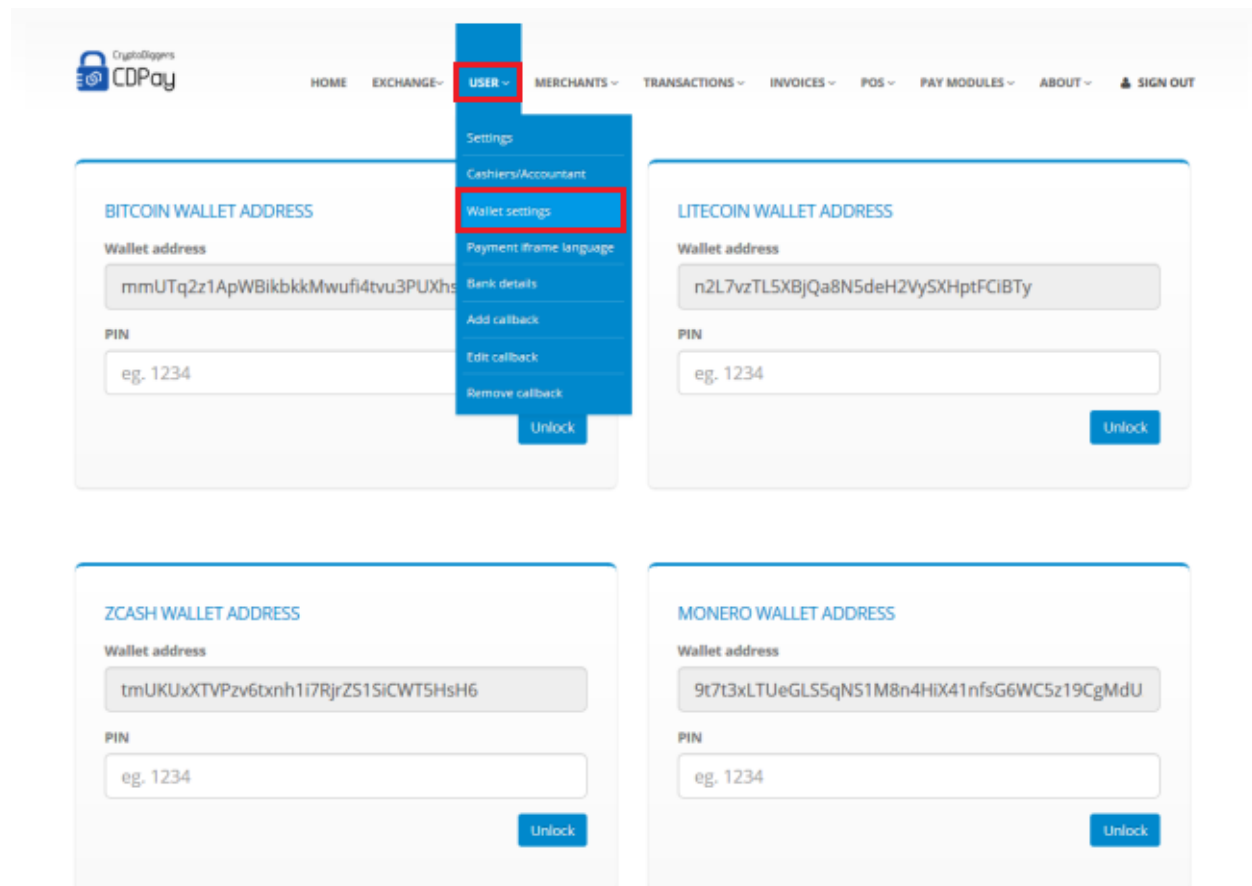 CryptoDiggers
CDPay
HOME EXCHANGE USER MERCHANTS TRANSACTIONS INVOICES POS PAY MODULES ABOUT SIGN OUT
Settings
Cashiers/Accountant
Wallet settings
Payment iframe language
Bank details
Add callback
Edit callback
Remove callback
BITCOIN WALLET ADDRESS
Wallet address
mmUTq2z1ApWBikbkkMwufi4tvu3PUXhs
PIN
eg. 1234
Unlock
LITECOIN WALLET ADDRESS
Wallet address
n2L7vzTL5XBjQa8N5deH2VySXHptFCiBTy
PIN
eg. 1234
Unlock
ZCASH WALLET ADDRESS
Wallet address
tmUKUxXTVPzv6txnh1i7RjrZS1SiCWT5HsH6
PIN
eg. 1234
Unlock
MONERO WALLET ADDRESS
Wallet address
9t7t3xLTUeGLS5qNS1M8n4HiX41nfsG6WC5z19CgMdU
PIN
eg. 1234
Unlock